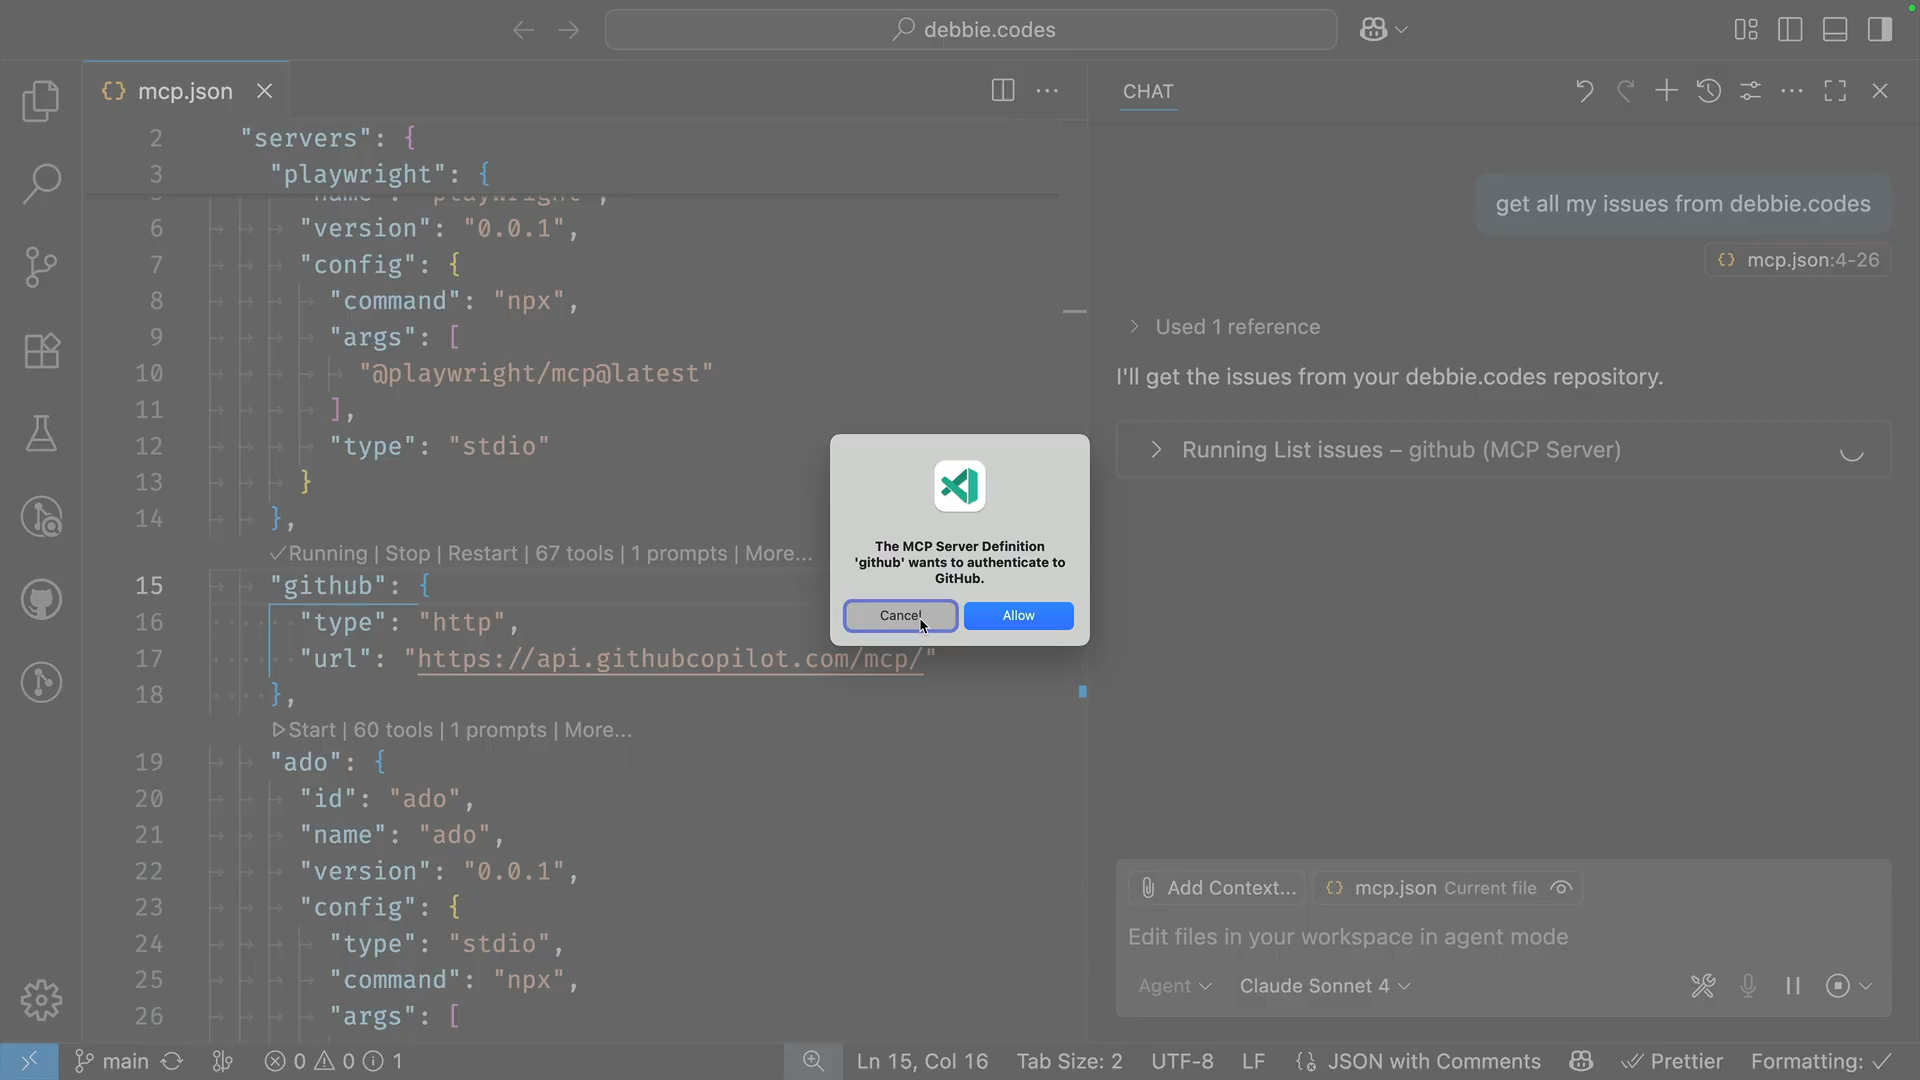 debbie.codes
{} mcp.json
2 "servers": {
3 "playwright": {
"name": "playwright",
6 "version": "0.0.1",
7 "config": {
8 "command": "npx",
9 "args": [
10 "@playwright/mcp@latest"
11 ],
12 "type": "stdio"
13 }
14 },
✓Running | Stop | Restart | 67 tools | 1 prompts | More...
15 "github": {
16 "type": "http",
17 "url": "https://api.githubcopilot.com/mcp/"
18 },
▷Start | 60 tools | 1 prompts | More...
19 "ado": {
20 "id": "ado",
21 "name": "ado",
22 "version": "0.0.1",
23 "config": {
24 "type": "stdio",
25 "command": "npx",
26 "args": [
The MCP Server Definition
'github' wants to authenticate to
GitHub.
Cancel
Allow
CHAT
get all my issues from debbie.codes
{} mcp.json:4-26
Used 1 reference
I'll get the issues from your debbie.codes repository.
Running List issues – github (MCP Server)
Add Context...
{} mcp.json Current file
Edit files in your workspace in agent mode
Agent
Claude Sonnet 4
main
0
0
1
Ln 15, Col 16
Tab Size: 2
UTF-8
LF
JSON with Comments
Prettier
Formatting: ✓